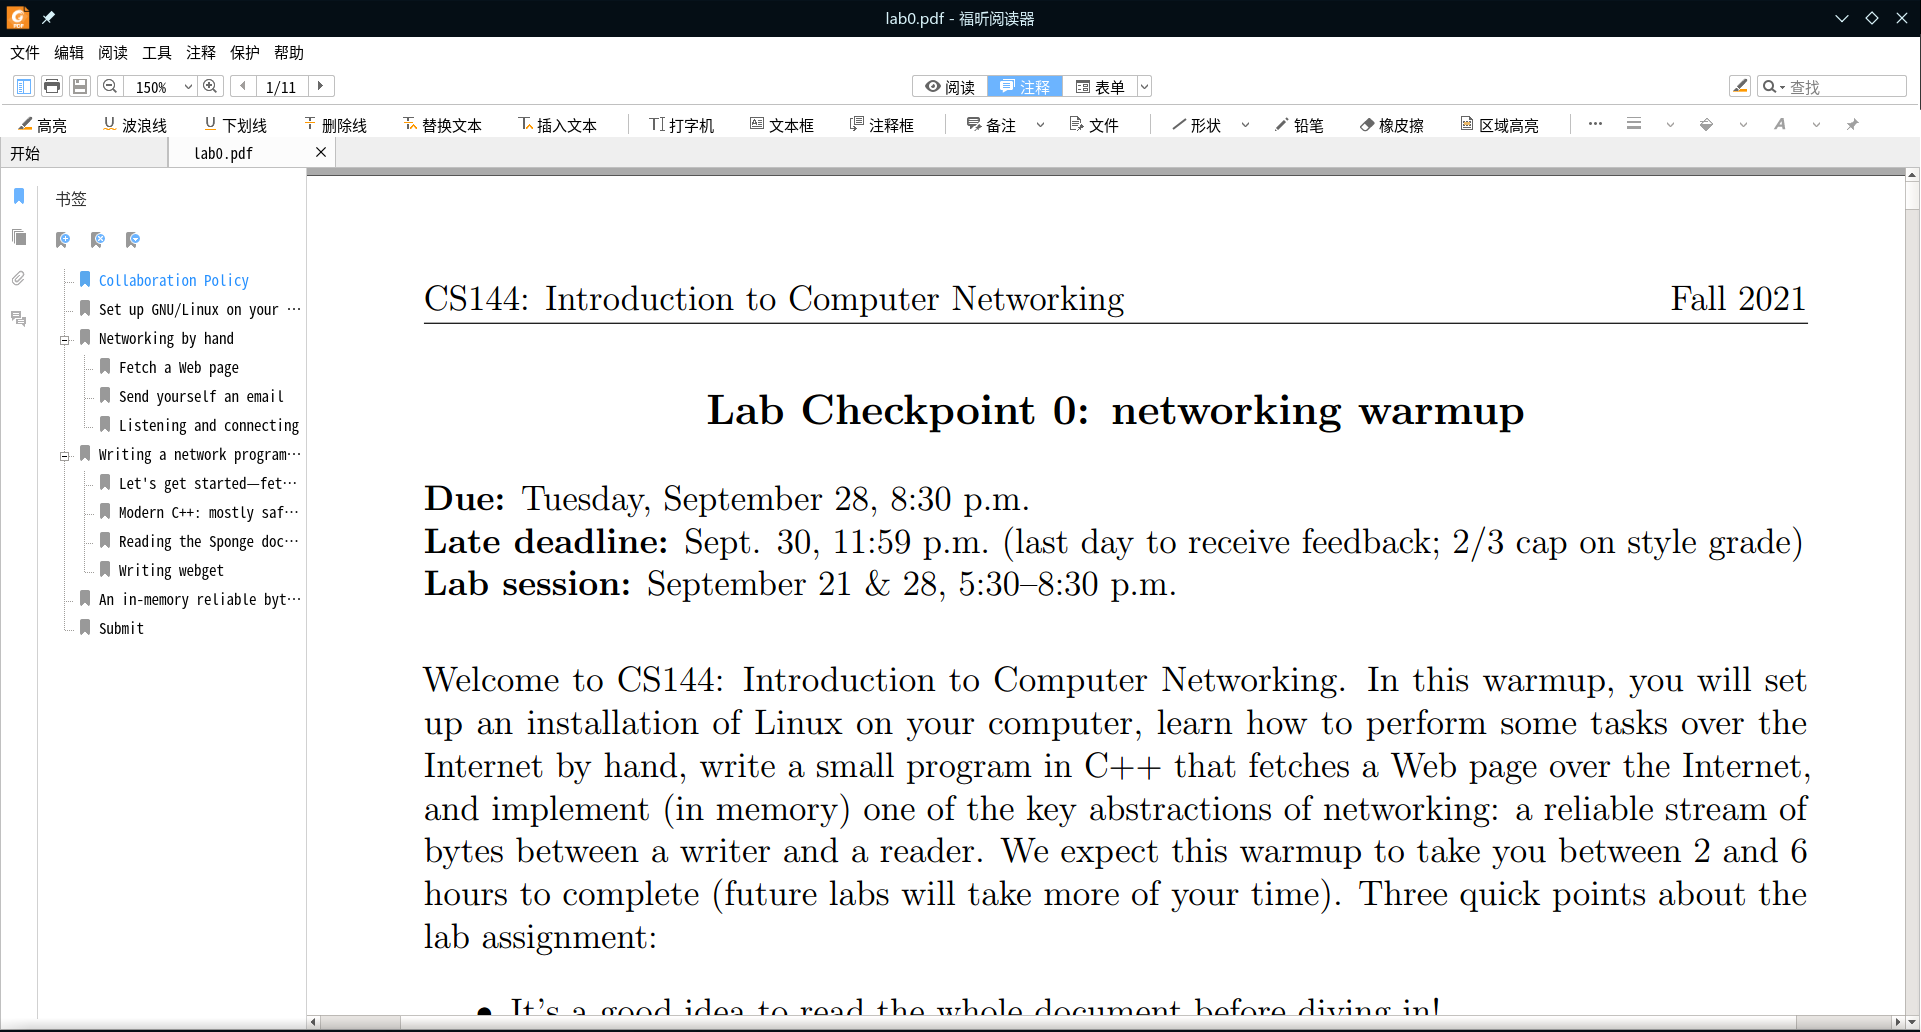 lab0.pdf - 福昕阅读器
文件 编辑 阅读 工具 注释 保护 帮助
150% 1/11 阅读 注释 表单 查找
高亮 波浪线 下划线 删除线 替换文本 插入文本 打字机 文本框 注释框 备注 文件 形状 铅笔 橡皮擦 区域高亮 ···
开始 lab0.pdf
书签
Collaboration Policy
Set up GNU/Linux on your ···
Networking by hand
Fetch a Web page
Send yourself an email
Listening and connecting
Writing a network program···
Let's get started—fet···
Modern C++: mostly saf···
Reading the Sponge doc···
Writing webget
An in-memory reliable byt···
Submit
CS144: Introduction to Computer Networking Fall 2021
Lab Checkpoint 0: networking warmup
Due: Tuesday, September 28, 8:30 p.m.
Late deadline: Sept. 30, 11:59 p.m. (last day to receive feedback; 2/3 cap on style grade)
Lab session: September 21 & 28, 5:30–8:30 p.m.
Welcome to CS144: Introduction to Computer Networking. In this warmup, you will set
up an installation of Linux on your computer, learn how to perform some tasks over the
Internet by hand, write a small program in C++ that fetches a Web page over the Internet,
and implement (in memory) one of the key abstractions of networking: a reliable stream of
bytes between a writer and a reader. We expect this warmup to take you between 2 and 6
hours to complete (future labs will take more of your time). Three quick points about the
lab assignment:
• It's a good idea to read the whole document before diving in!